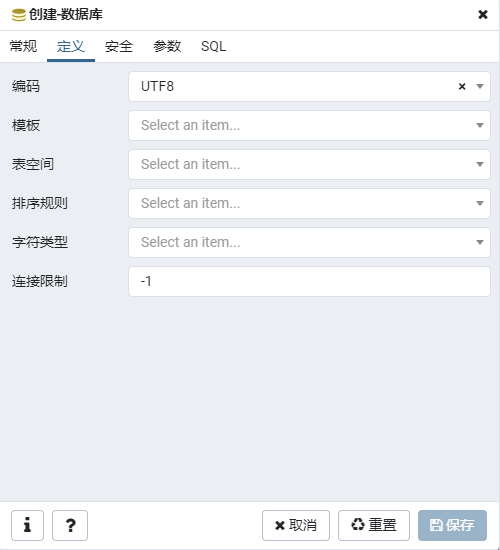 创建-数据库
常规 定义 安全 参数 SQL
编码 UTF8
模板 Select an item...
表空间 Select an item...
排序规则 Select an item...
字符类型 Select an item...
连接限制 -1
取消 重置 保存